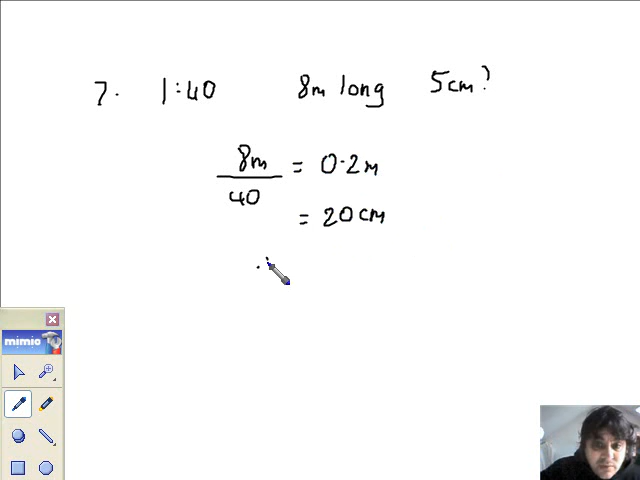 7. 1:40 8m long 5cm?
8m/40 = 0.2m
= 20cm
mimio